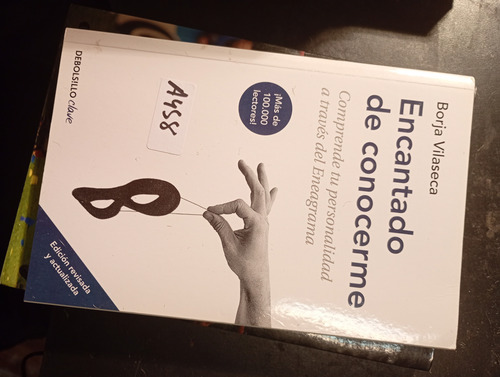 Borja Vilaseca
Encantado
de conocerme
Comprende tu personalidad
a través del Eneagrama
¡Más de
100.000
lectores!
A458
DEBOLSILLO clave
Edición revisada
y actualizada